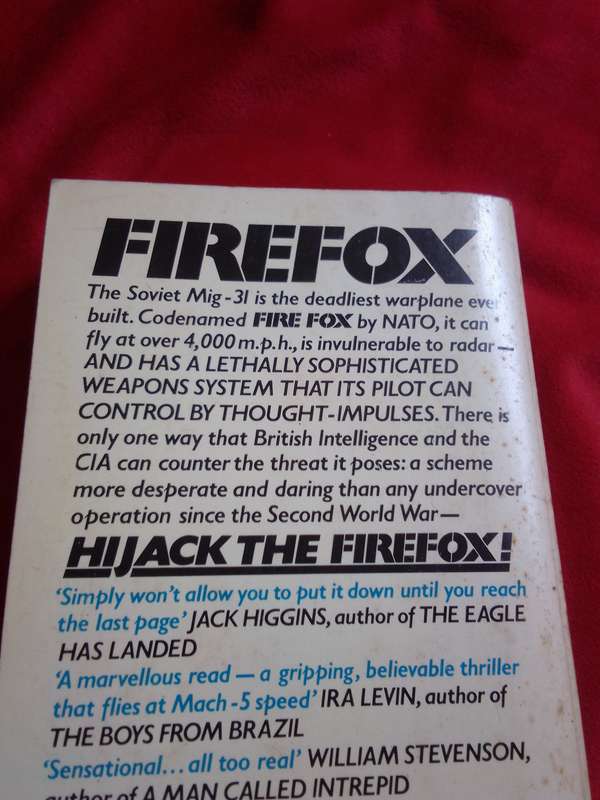 FIREFOX
The Soviet Mig-31 is the deadliest warplane eve
built. Codenamed FIRE FOX by NATO, it can
fly at over 4,000 m.p.h., is invulnerable to radar—
AND HAS A LETHALLY SOPHISTICATED
WEAPONS SYSTEM THAT ITS PILOT CAN
CONTROL BY THOUGHT-IMPULSES. There is
only one way that British Intelligence and the
CIA can counter the threat it poses: a scheme
more desperate and daring than any undercover
operation since the Second World War—
HIJACK THE FIREFOX!
‘Simply won’t allow you to put it down until you reach
the last page’ JACK HIGGINS, author of THE EAGLE
HAS LANDED
‘A marvellous read — a gripping, believable thriller
that flies at Mach-5 speed’ IRA LEVIN, author of
THE BOYS FROM BRAZIL
‘Sensational... all too real’ WILLIAM STEVENSON,
author of A MAN CALLED INTREPID